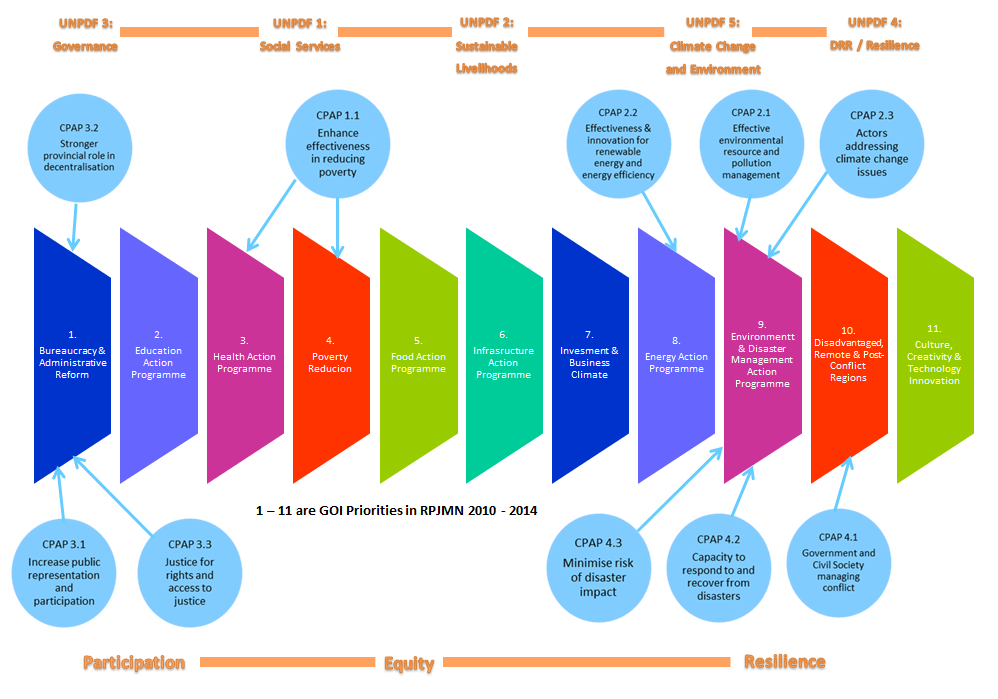 UNPDF 3:
Governance
UNPDF 1:
Social Services
UNPDF 2:
Sustainable
Livelihoods
UNPDF 5:
Climate Change
and Environment
UNPDF 4:
DRR / Resilience
CPAP 3.2
Stronger
provincial role in
decentralisation
CPAP 1.1
Enhance
effectiveness
in reducing
poverty
CPAP 2.2
Effectiveness &
innovation for
renewable
energy and
energy efficiency
CPAP 2.1
Effective
environmental
resource and
pollution
management
CPAP 2.3
Actors
addressing
climate change
issues
1.
Bureaucracy &
Administrative
Reform
2.
Education
Action
Programme
3.
Health Action
Programme
4.
Poverty
Reducion
5.
Food Action
Programme
6.
Infrasructure
Action
Programme
7.
Invesment &
Business
Climate
8.
Energy Action
Programme
9.
Environmentt
& Disaster
Management
Action
Programme
10.
Disadvantaged,
Remote & Post-
Conflict
Regions
11.
Culture,
Creativity &
Technology
Innovation
1 – 11 are GOI Priorities in RPJMN 2010 - 2014
CPAP 3.1
Increase public
representation
and
participation
CPAP 3.3
Justice for
rights and
access to
justice
CPAP 4.3
Minimise risk
of disaster
impact
CPAP 4.2
Capacity to
respond to and
recover from
disasters
CPAP 4.1
Government and
Civil Society
managing
conflict
Participation
Equity
Resilience